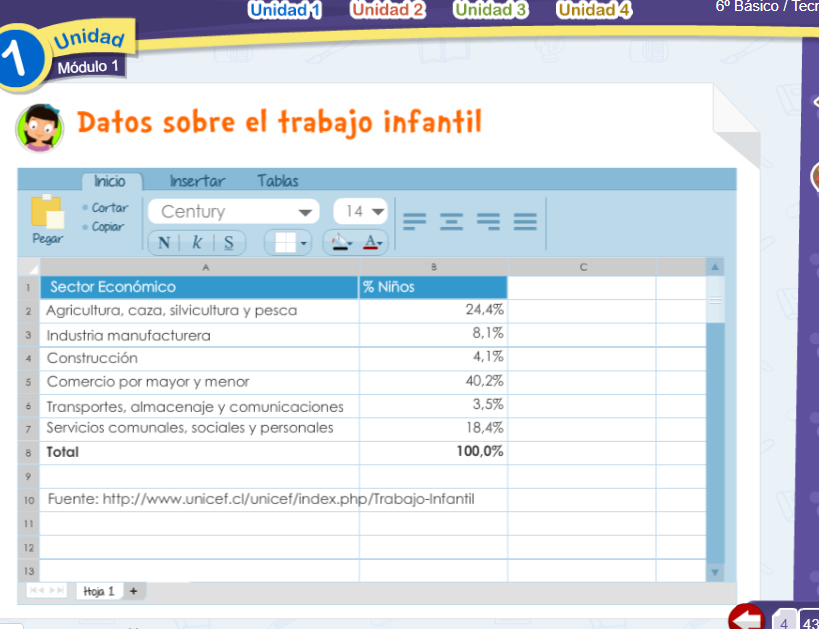 Unidad 1 Unidad 2 Unidad 3 Unidad 4 6º Básico /
1 Unidad
Módulo 1
Datos sobre el trabajo infantil
Inicio Insertar Tablas
Pegar
Cortar
Copiar
Century 14
N k S A
A B C
1 Sector Económico % Niños
2 Agricultura, caza, silvicultura y pesca 24,4%
3 Industria manufacturera 8,1%
4 Construcción 4,1%
5 Comercio por mayor y menor 40,2%
6 Transportes, almacenaje y comunicaciones 3,5%
7 Servicios comunales, sociales y personales 18,4%
8 Total 100,0%
9
10 Fuente: http://www.unicef.cl/unicef/index.php/Trabajo-Infantil
11
12
13
Hoja 1 +
4 43